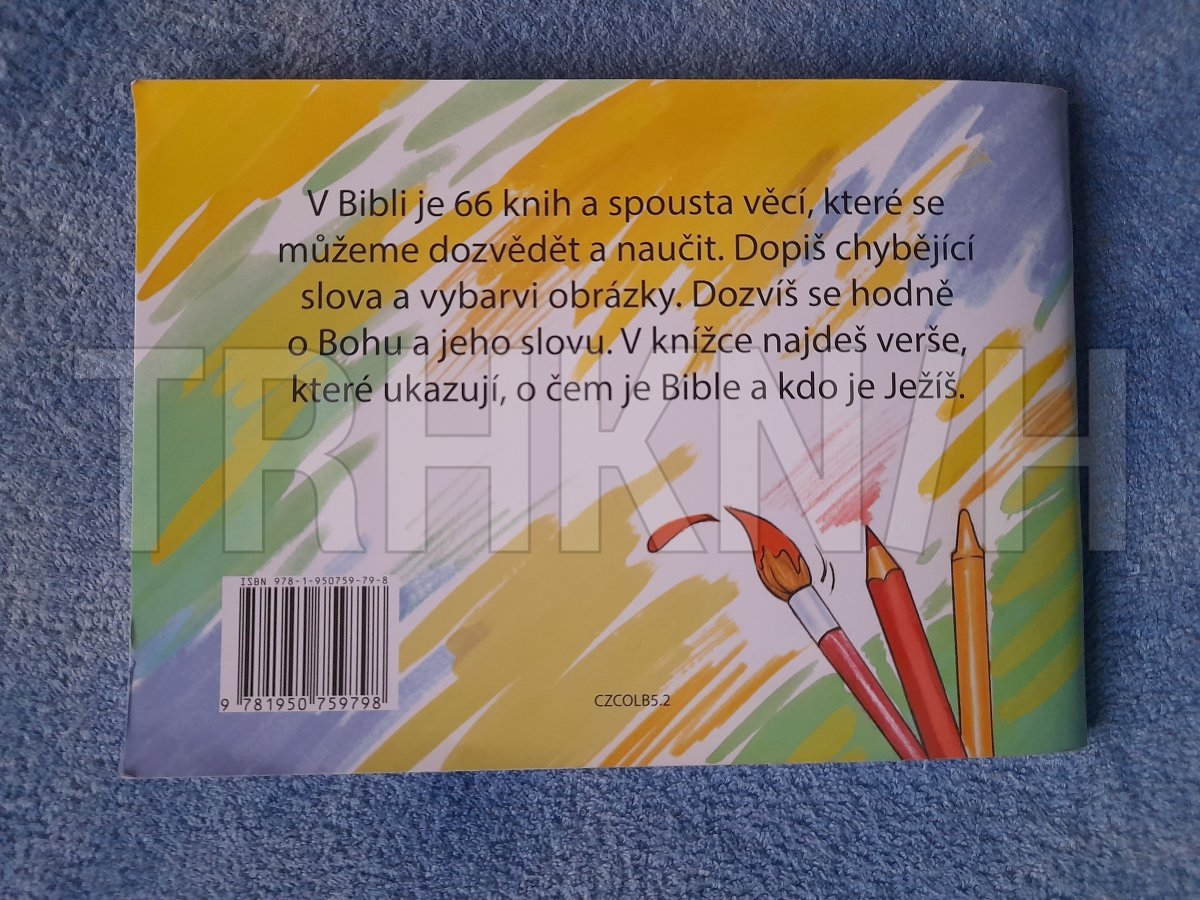 V Bibli je 66 knih a spousta věcí, které se
můžeme dozvědět a naučit. Dopiš chybějící
slova a vybarvi obrázky. Dozvíš se hodně
o Bohu a jeho slovu. V knížce najdeš verše,
které ukazují, o čem je Bible a kdo je Ježíš.
TRHKNIH
ISBN 978-1-950759-79-8
9 781950 759798
CZCOLB5.2